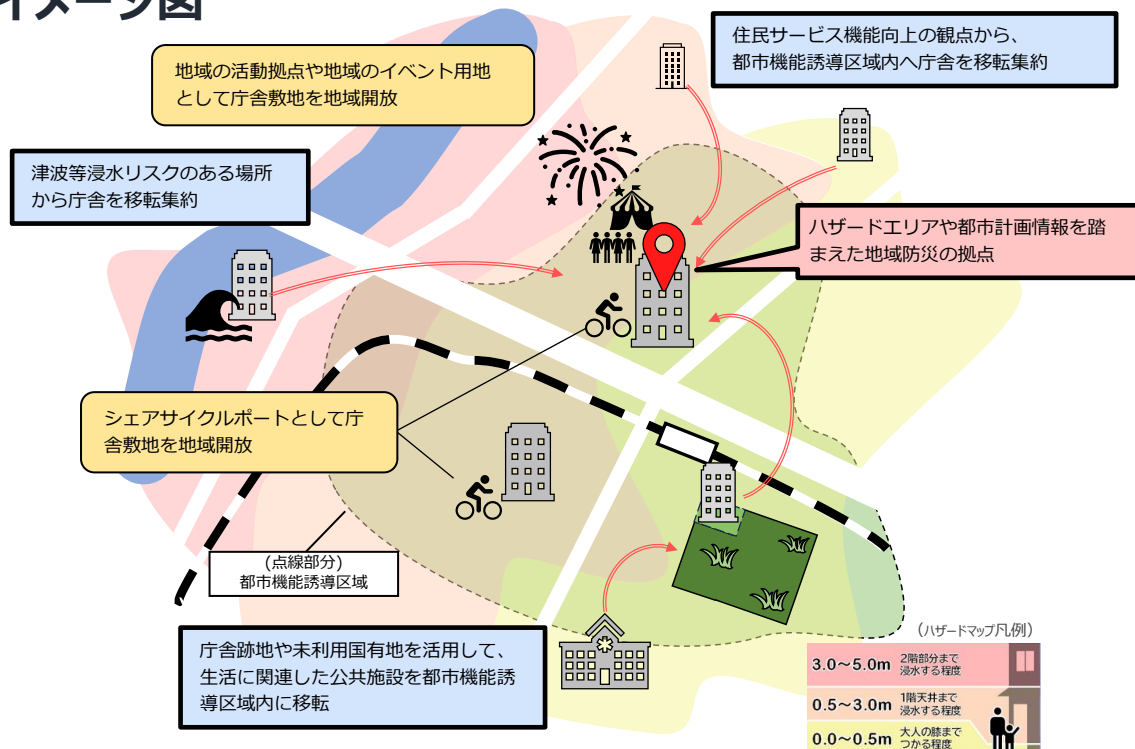 イメージ図
住民サービス機能向上の観点から、
都市機能誘導区域内へ庁舎を移転集約
地域の活動拠点や地域のイベント用地
として庁舎敷地を地域開放
津波等浸水リスクのある場所
から庁舎を移転集約
ハザードエリアや都市計画情報を踏
まえた地域防災の拠点
シェアサイクルポートとして庁
舎敷地を地域開放
(点線部分)
都市機能誘導区域
庁舎跡地や未利用国有地を活用して、
生活に関連した公共施設を都市機能誘
導区域内に移転
(ハザードマップ凡例)
3.0～5.0m 2階部分まで
浸水する程度
0.5～3.0m 1階天井まで
浸水する程度
0.0～0.5m 大人の膝まで
つかる程度